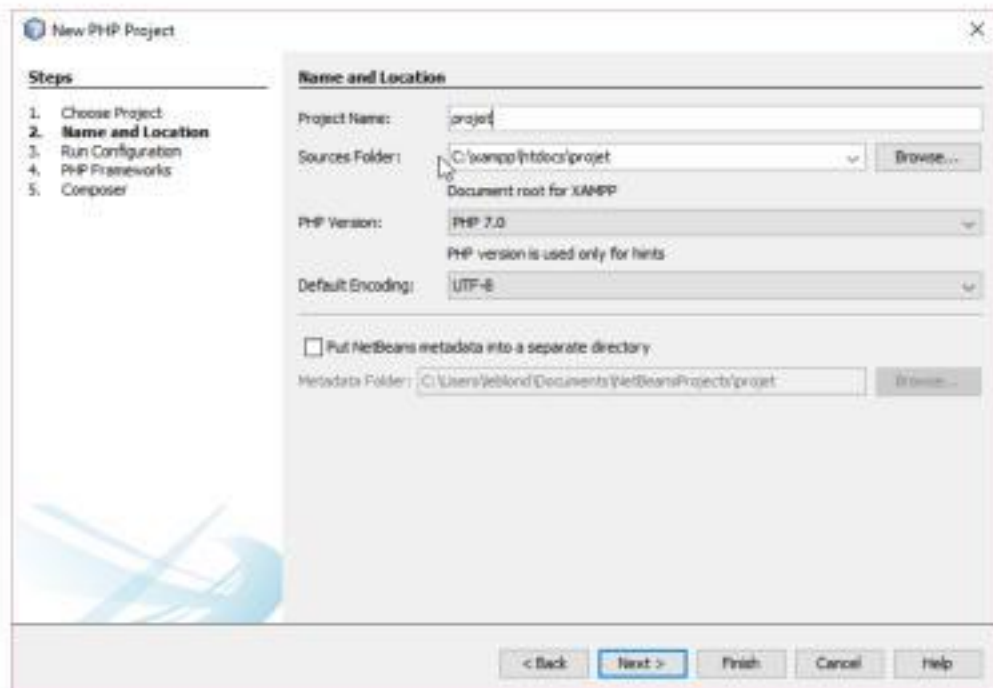 New PHP Project
Steps
1. Choose Project
2. Name and Location
3. Run Configuration
4. PHP Frameworks
5. Composer
Name and Location
Project Name: projet
Sources Folder: C:\xampp\htdocs\projet Browse...
Document root for XAMPP
PHP Version: PHP 7.0
PHP version is used only for hints
Default Encoding: UTF-8
Put NetBeans metadata into a separate directory
Metadata Folder: C:\Users\leblond\Documents\NetBeansProjects\projet Browse...
< Back Next > Finish Cancel Help